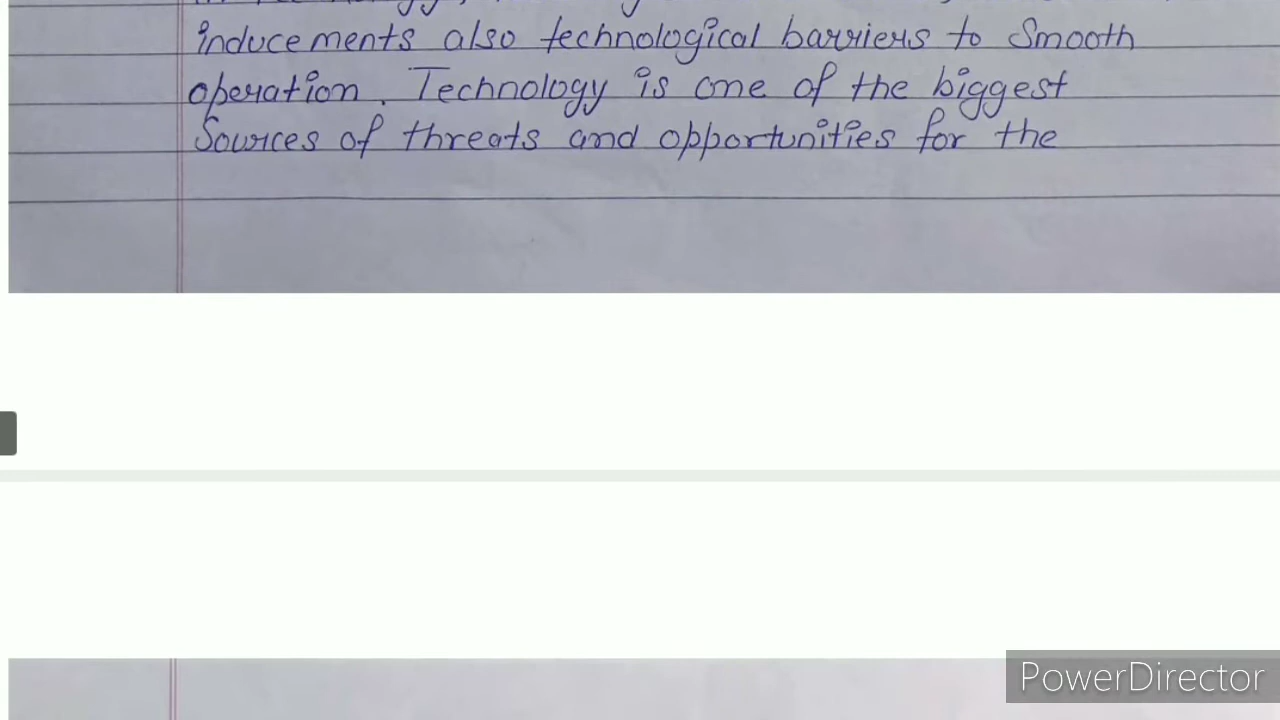 inducements also technological barriers to Smooth
operation. Technology is one of the biggest
Sources of threats and opportunities for the
PowerDirector